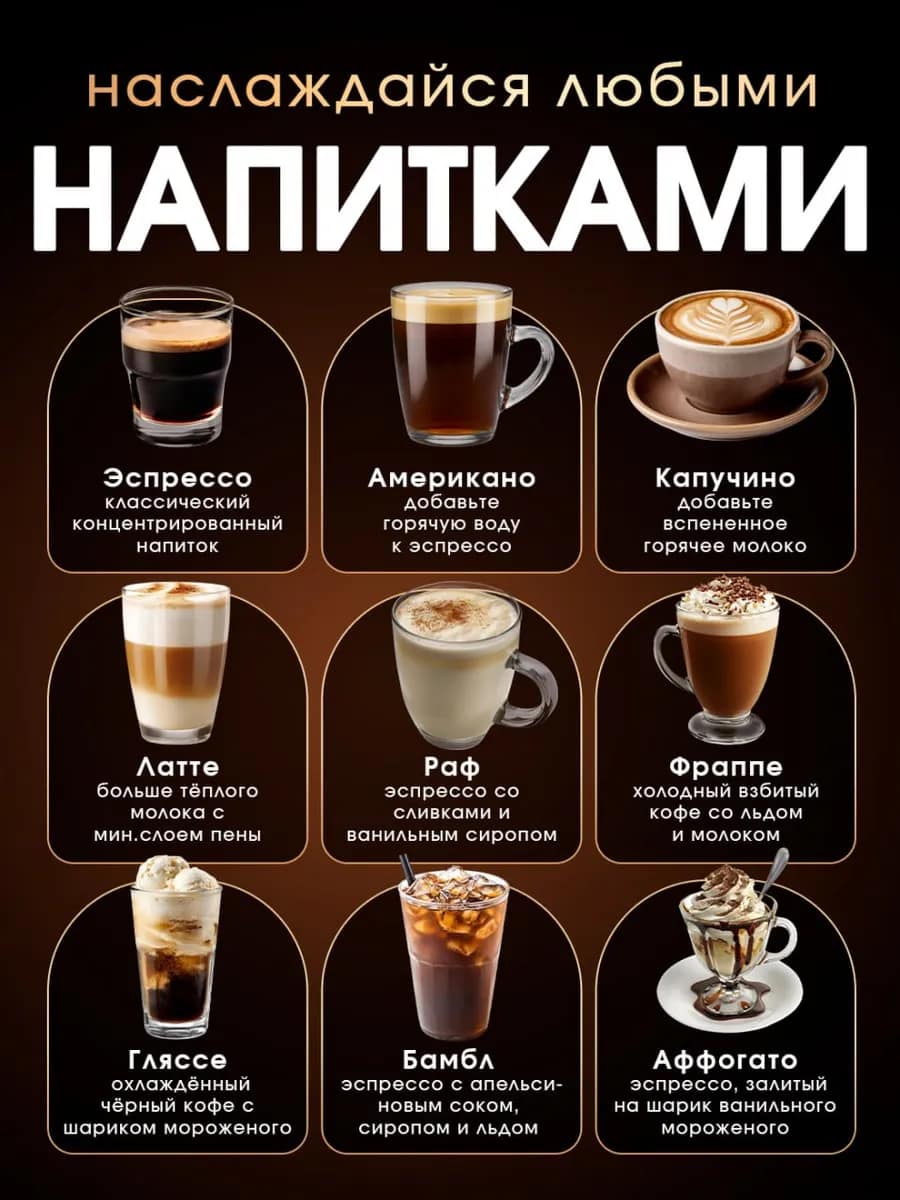 наслаждайся любыми
НАПИТКАМИ
Эспрессо
классический
концентрированный
напиток
Американо
добавьте
горячую воду
к эспрессо
Капучино
добавьте
вспененное
горячее молоко
Латте
больше тёплого
молока с
мин.слоем пены
Раф
эспрессо со
сливками и
ванильным сиропом
Фраппе
холодный взбитый
кофе со льдом
и молоком
Гляссе
охлаждённый
чёрный кофе с
шариком мороженого
Бамбл
эспрессо с апельси-
новым соком,
сиропом и льдом
Аффогато
эспрессо, залитый
на шарик ванильного
мороженого